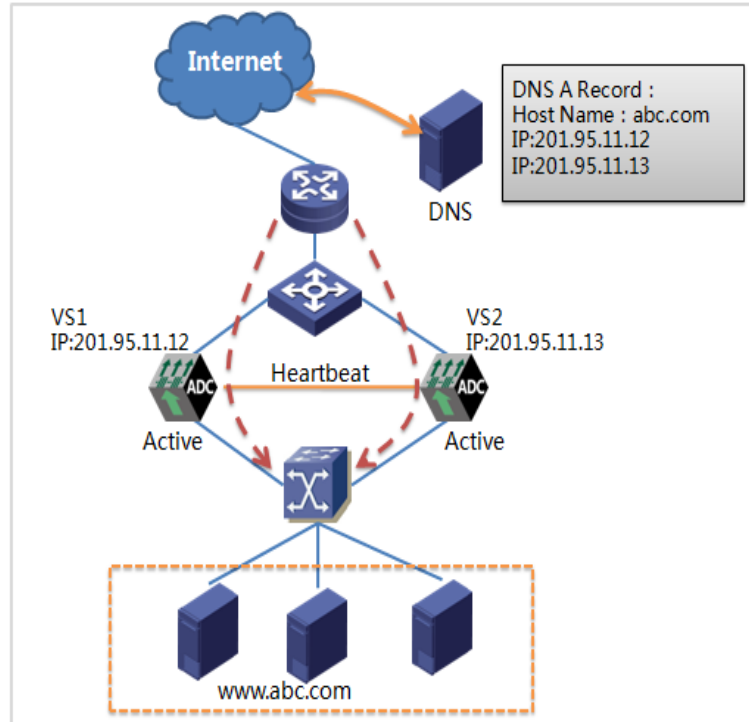 Internet
DNS A Record :
Host Name : abc.com
IP:201.95.11.12
IP:201.95.11.13
DNS
VS1
IP:201.95.11.12
VS2
IP:201.95.11.13
ADC
Heartbeat
ADC
Active
Active
www.abc.com